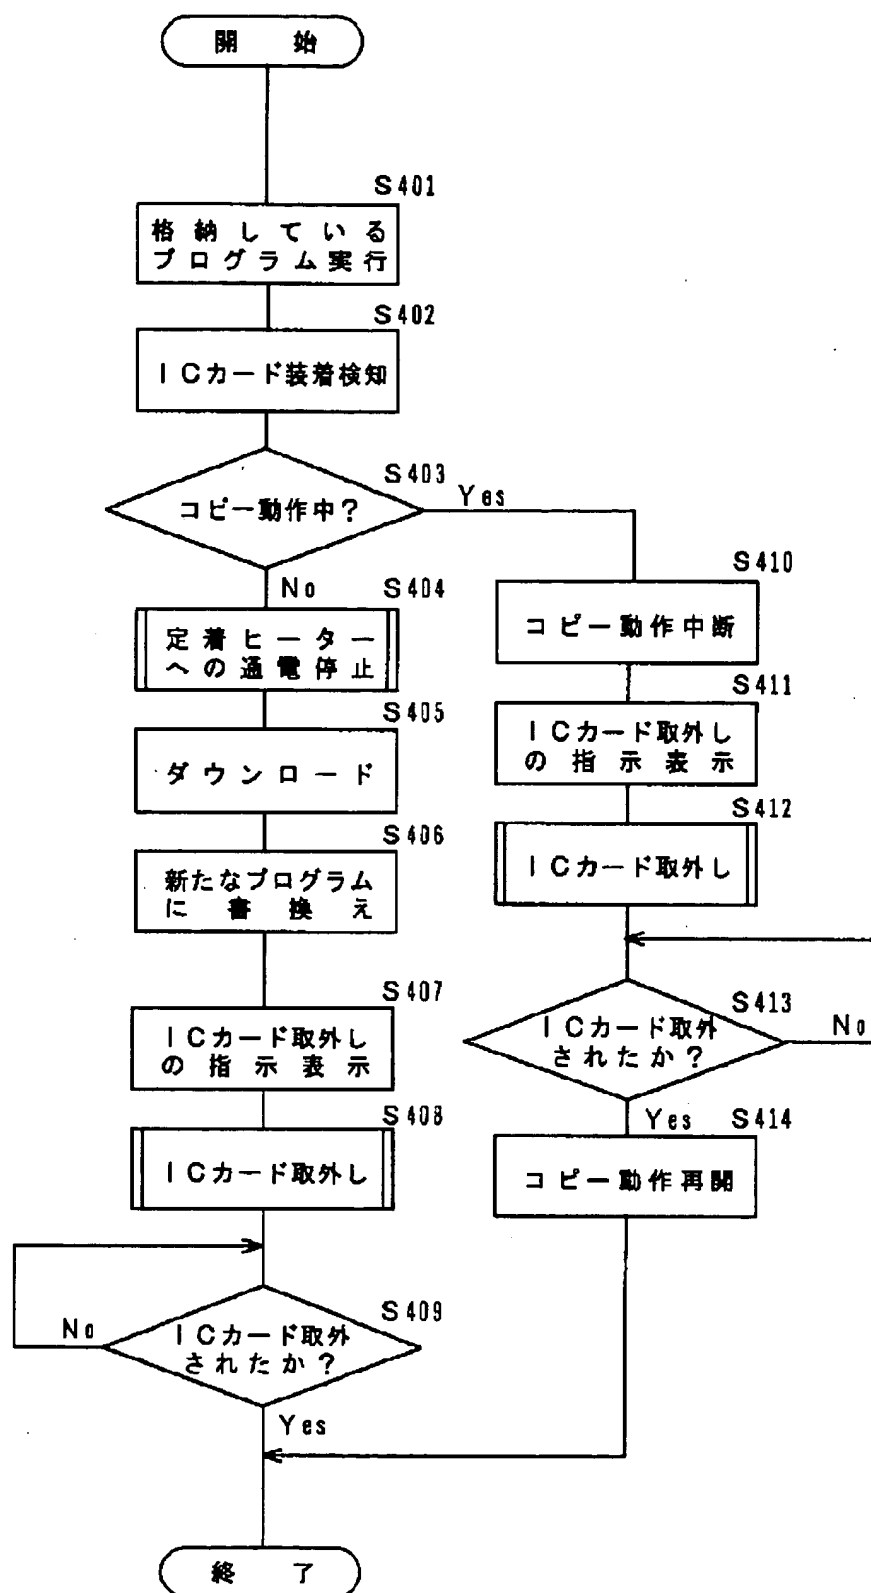 開始
S401
格納している
プログラム実行
S402
ICカード装着検知
S403
コピー動作中?
Yes
No
S404
定着ヒーター
への通電停止
S405
ダウンロード
S406
新たなプログラム
に書換え
S407
ICカード取外し
の指示表示
S408
ICカード取外し
S409
ICカード取外
されたか?
No
Yes
S410
コピー動作中断
S411
ICカード取外し
の指示表示
S412
ICカード取外し
S413
ICカード取外
されたか?
No
Yes
S414
コピー動作再開
終了